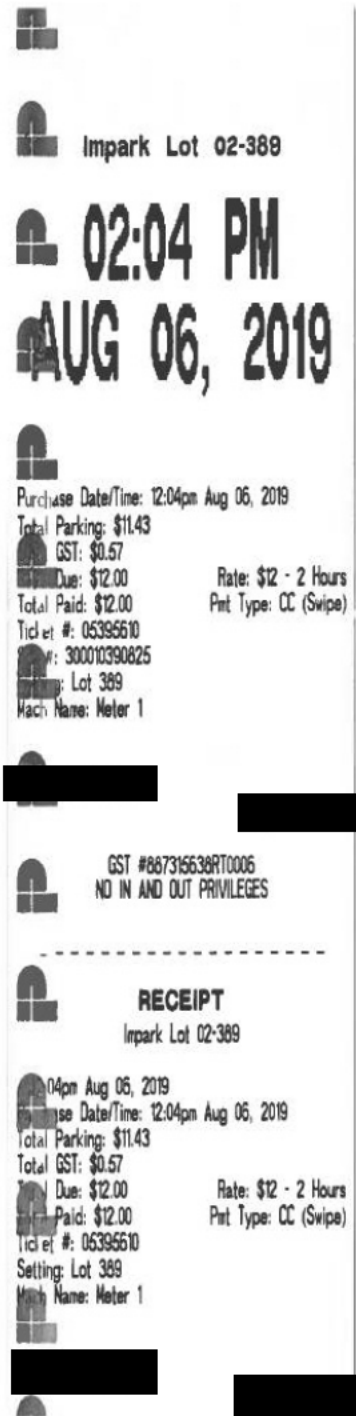 Impark Lot 02-389
02:04 PM
AUG 06, 2019
Purchase Date/Time: 12:04pm Aug 06, 2019
Total Parking: $11.43
GST: $0.57
Due: $12.00 Rate: $12 - 2 Hours
Total Paid: $12.00 Pmt Type: CC (Swipe)
Ticket #: 05395610
#: 300010390825
Lot 389
Mach Name: Meter 1
GST #887315638RT0006
NO IN AND OUT PRIVILEGES
RECEIPT
Impark Lot 02-389
04pm Aug 06, 2019
Purchase Date/Time: 12:04pm Aug 06, 2019
Total Parking: $11.43
Total GST: $0.57
Due: $12.00 Rate: $12 - 2 Hours
Paid: $12.00 Pmt Type: CC (Swipe)
Ticket #: 05395610
Setting: Lot 389
Mach Name: Meter 1